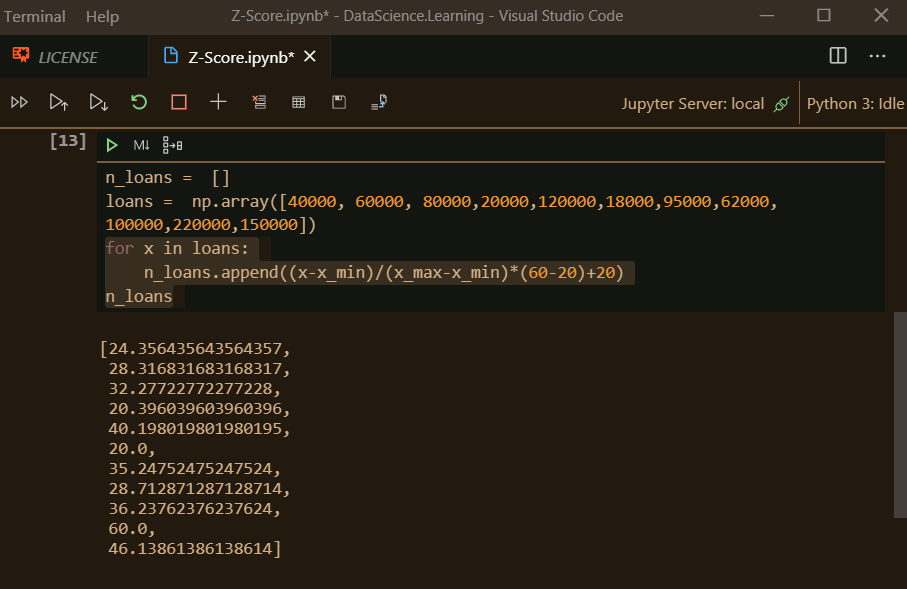 Terminal Help Z-Score.ipynb* - DataScience.Learning - Visual Studio Code
LICENSE Z-Score.ipynb*
Jupyter Server: local Python 3: Idle
[13] M↓
n_loans = []
loans = np.array([40000, 60000, 80000,20000,120000,18000,95000,62000,
100000,220000,150000])
for x in loans:
n_loans.append((x-x_min)/(x_max-x_min)*(60-20)+20)
n_loans
[24.356435643564357,
28.316831683168317,
32.27722772277228,
20.396039603960396,
40.198019801980195,
20.0,
35.24752475247524,
28.712871287128714,
36.23762376237624,
60.0,
46.13861386138614]